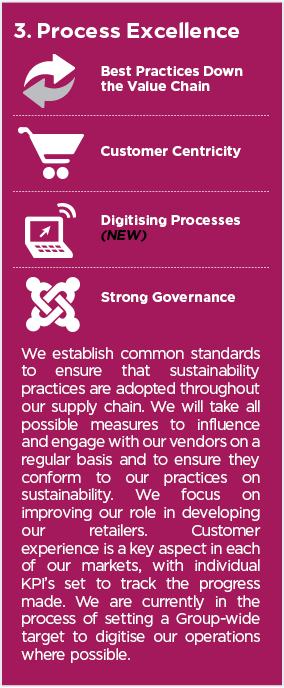 3. Process Excellence
Best Practices Down
the Value Chain
Customer Centricity
Digitising Processes
(NEW)
Strong Governance
We establish common standards
to ensure that sustainability
practices are adopted throughout
our supply chain. We will take all
possible measures to influence
and engage with our vendors on a
regular basis and to ensure they
conform to our practices on
sustainability. We focus on
improving our role in developing
our retailers. Customer
experience is a key aspect in each
of our markets, with individual
KPI's set to track the progress
made. We are currently in the
process of setting a Group-wide
target to digitise our operations
where possible.